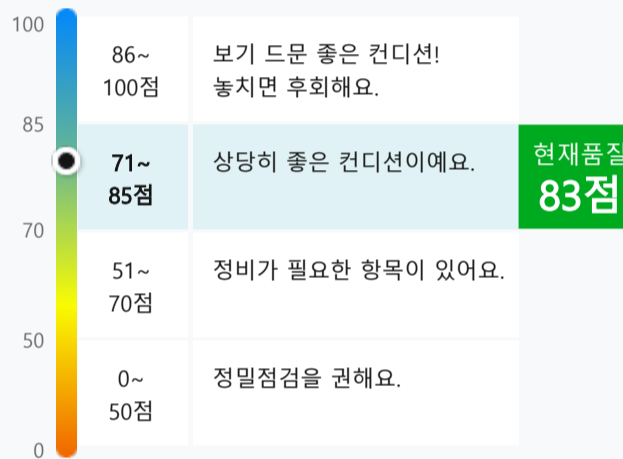 100
86~
100점
보기 드문 좋은 컨디션!
놓치면 후회해요.
85
71~
85점
상당히 좋은 컨디션이예요.
현재품질
83점
70
51~
70점
정비가 필요한 항목이 있어요.
50
0~
50점
정밀점검을 권해요.
0